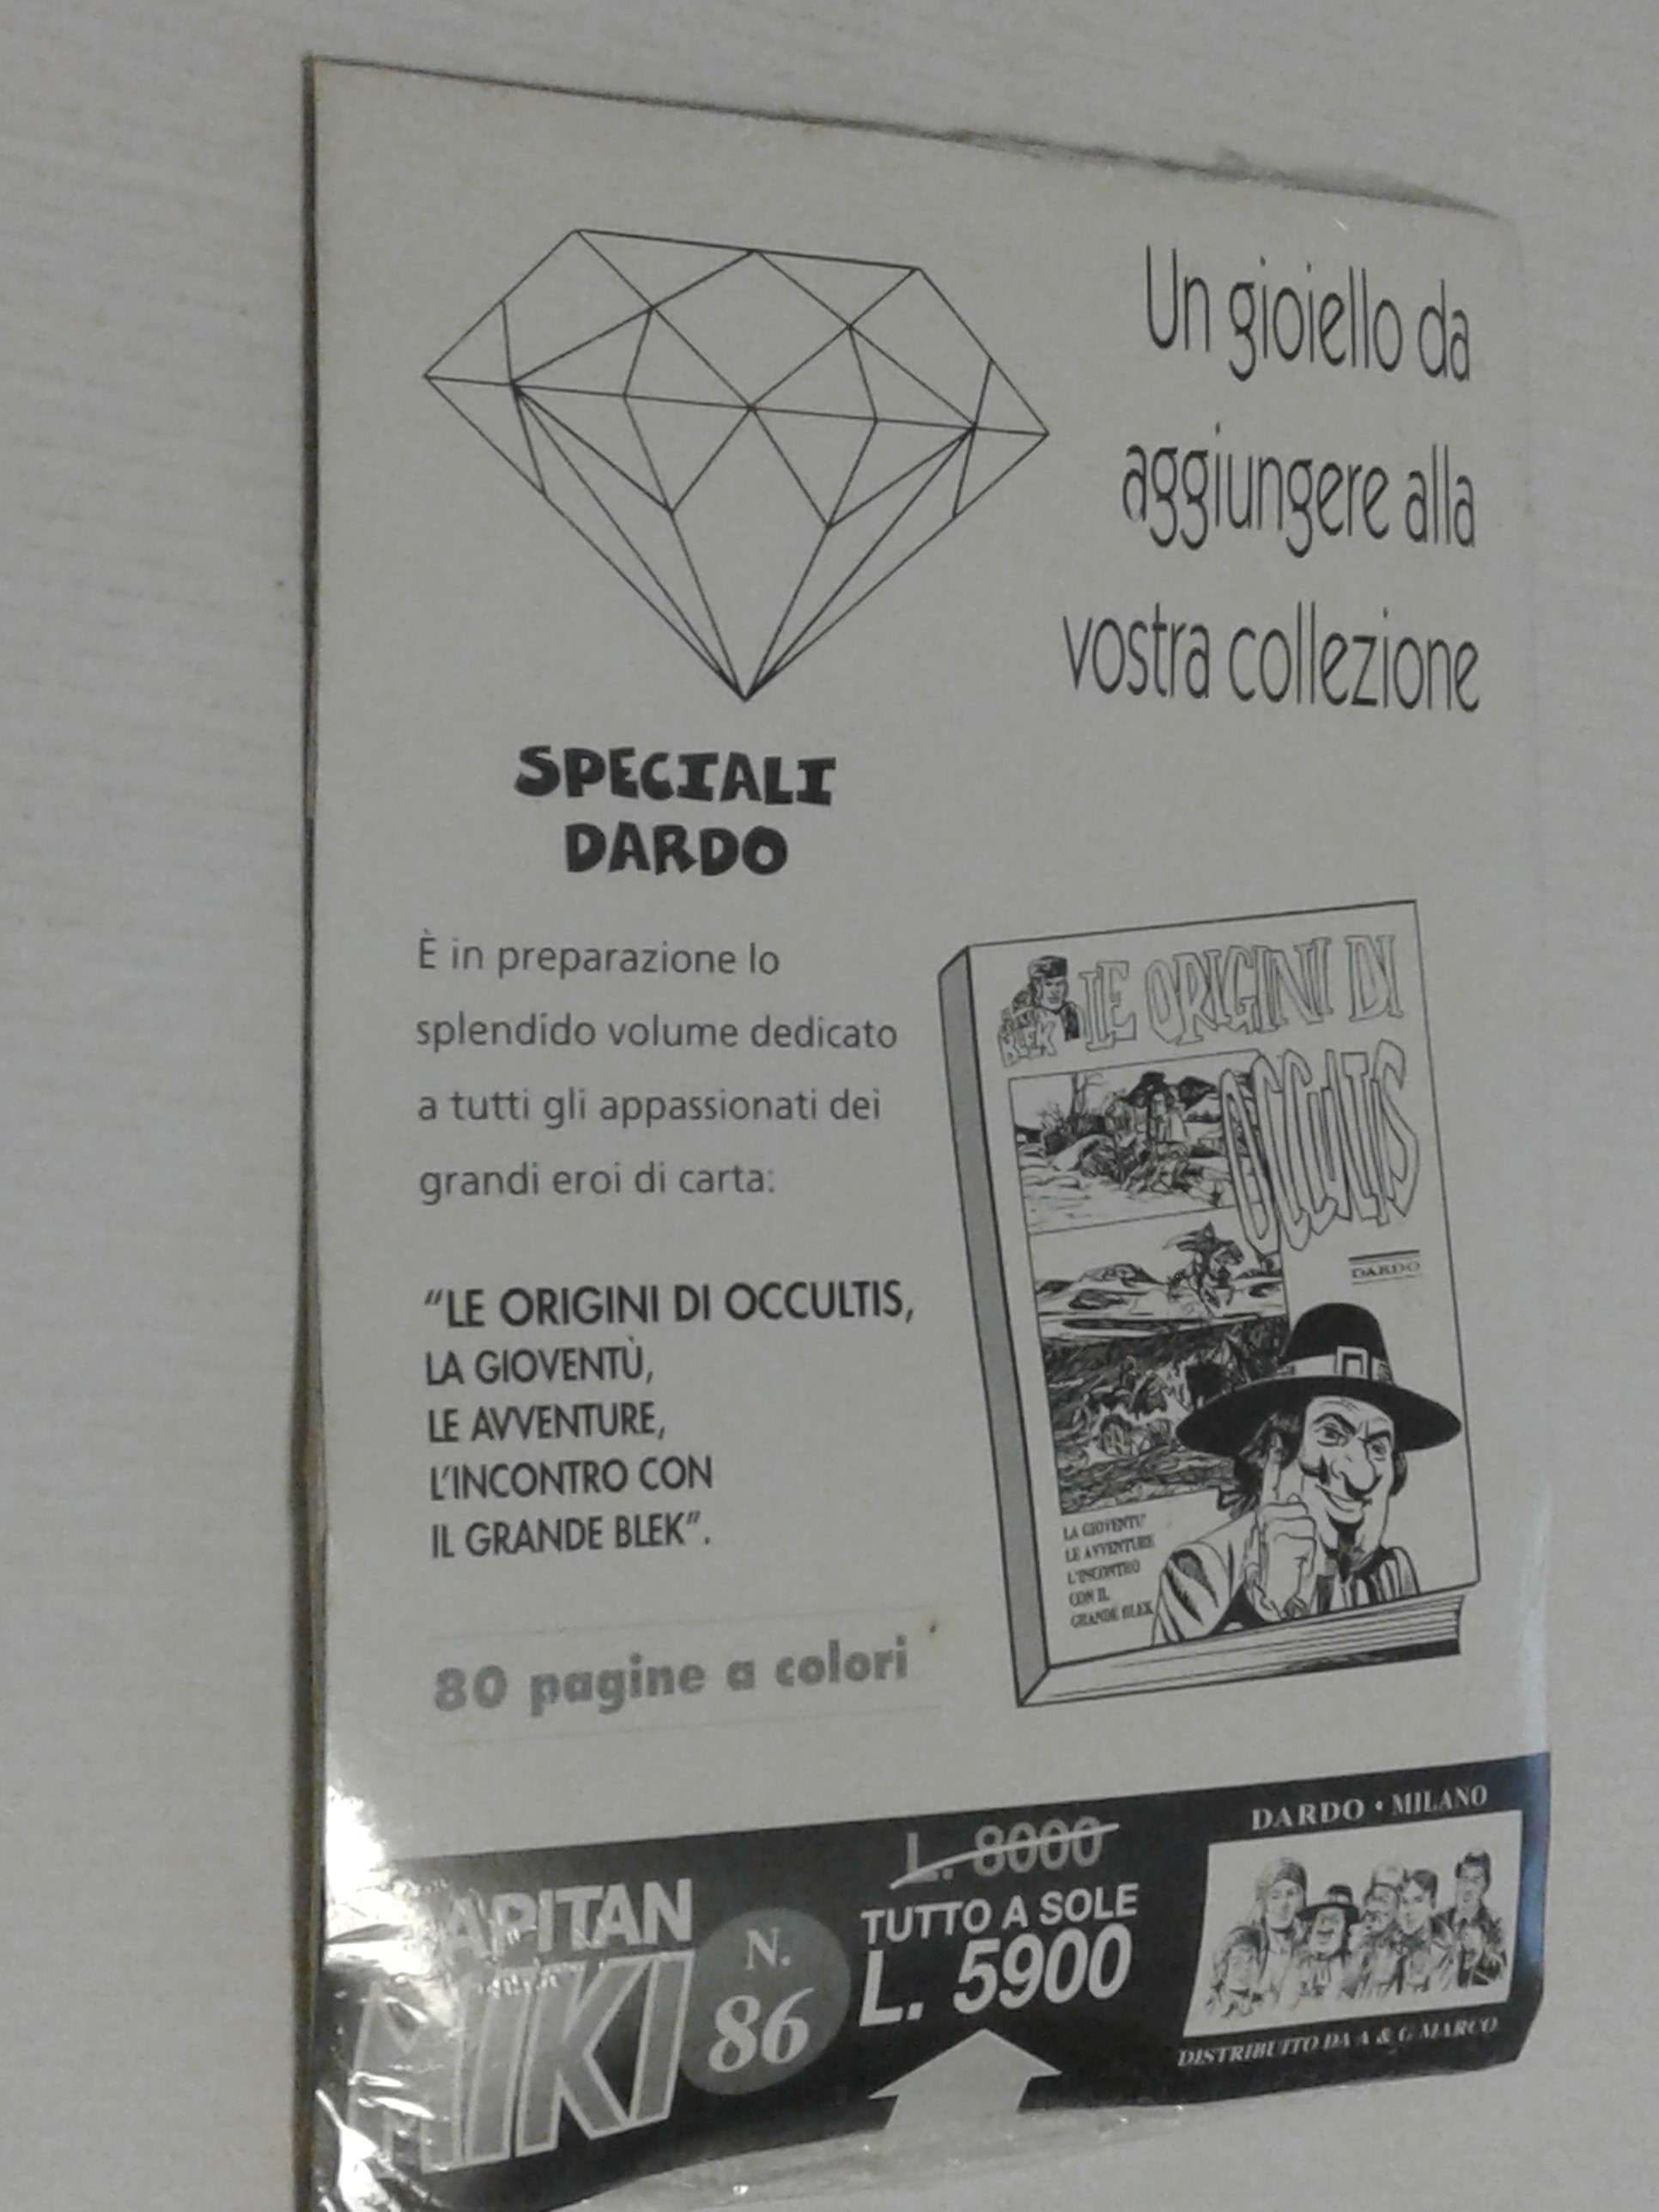 Un gioiello da
aggiungere alla
vostra collezione
SPECIALI
DARDO
È in preparazione lo
splendido volume dedicato
a tutti gli appassionati dei
grandi eroi di carta:
"LE ORIGINI DI OCCULTIS,
LA GIOVENTÙ,
LE AVVENTURE,
L'INCONTRO CON
IL GRANDE BLEK".
80 pagine a colori
BLEK
LE ORIGINI DI
OCCULTIS
DARDO
LA GIOVENTU'
LE AVVENTURE
L'INCONTRO
CON IL
GRANDE BLEK
APITAN
MIKI
N.
86
L. 8000
TUTTO A SOLE
L. 5900
DARDO • MILANO
DISTRIBUITO DA A & G MARCO